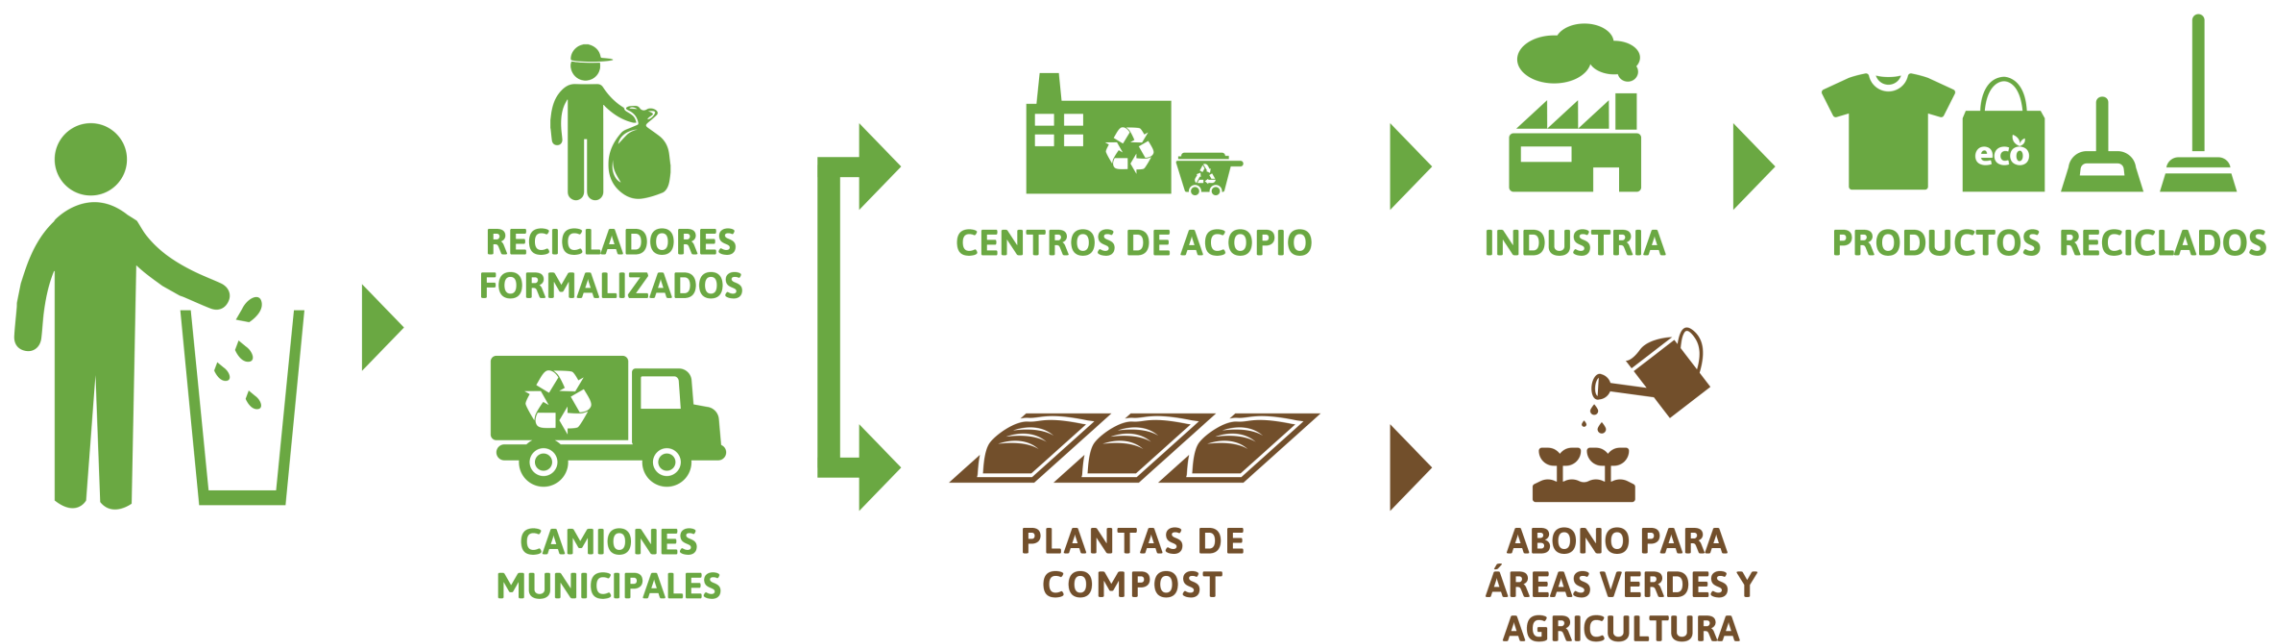 RECICLADORES
FORMALIZADOS
CAMIONES
MUNICIPALES
CENTROS DE ACOPIO
INDUSTRIA
eco
PRODUCTOS RECICLADOS
PLANTAS DE
COMPOST
ABONO PARA
ÁREAS VERDES Y
AGRICULTURA